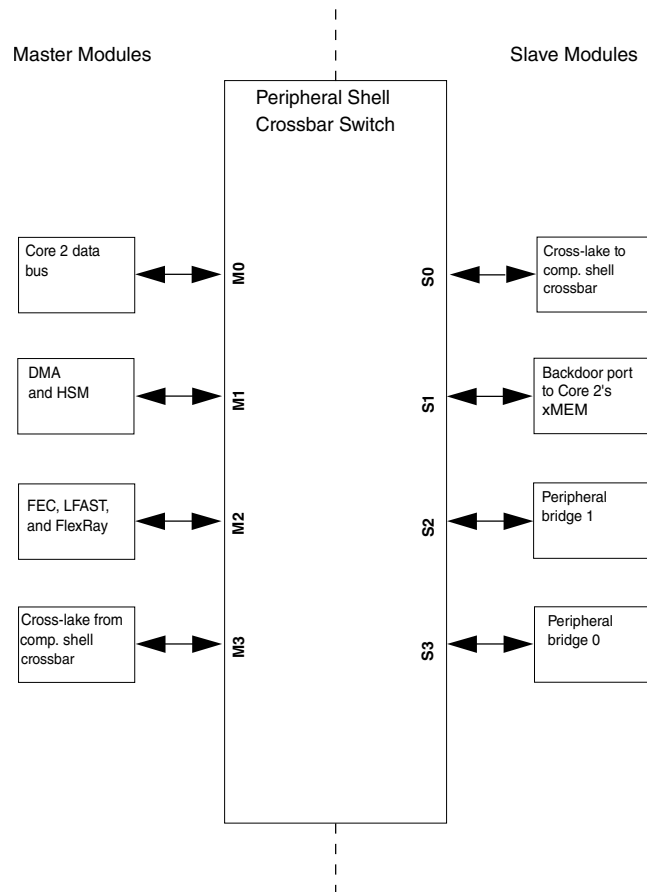 Master Modules
Slave Modules
Peripheral Shell
Crossbar Switch
Core 2 data
bus
M0
S0
Cross-lake to
comp. shell
crossbar
DMA
and HSM
M1
S1
Backdoor port
to Core 2's
xMEM
FEC, LFAST,
and FlexRay
M2
S2
Peripheral
bridge 1
Cross-lake from
comp. shell
crossbar
M3
S3
Peripheral
bridge 0